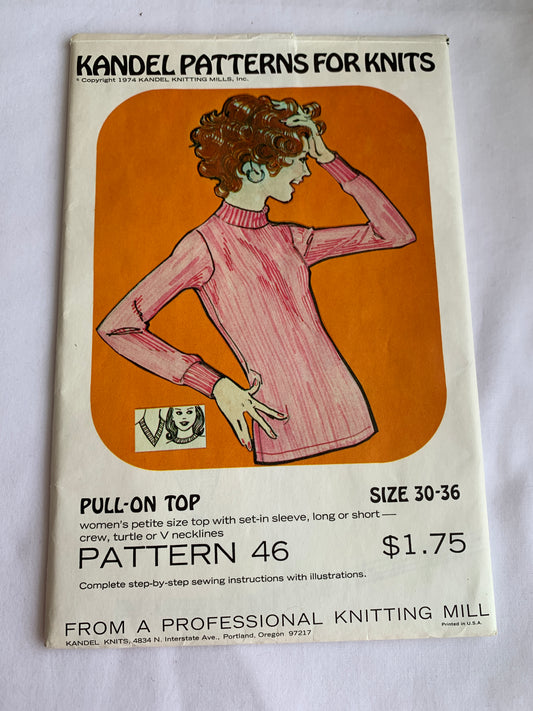 KANDEL PATTERNS FOR KNITS
© Copyright 1974 KANDEL KNITTING MILLS, Inc.
PULL-ON TOP
SIZE 30-36
women's petite size top with set-in sleeve, long or short—
crew, turtle or V necklines
PATTERN 46
$1.75
Complete step-by-step sewing instructions with illustrations.
FROM A PROFESSIONAL KNITTING MILL
KANDEL KNITS, 4834 N. Interstate Ave., Portland, Oregon 97217
Printed in U.S.A.